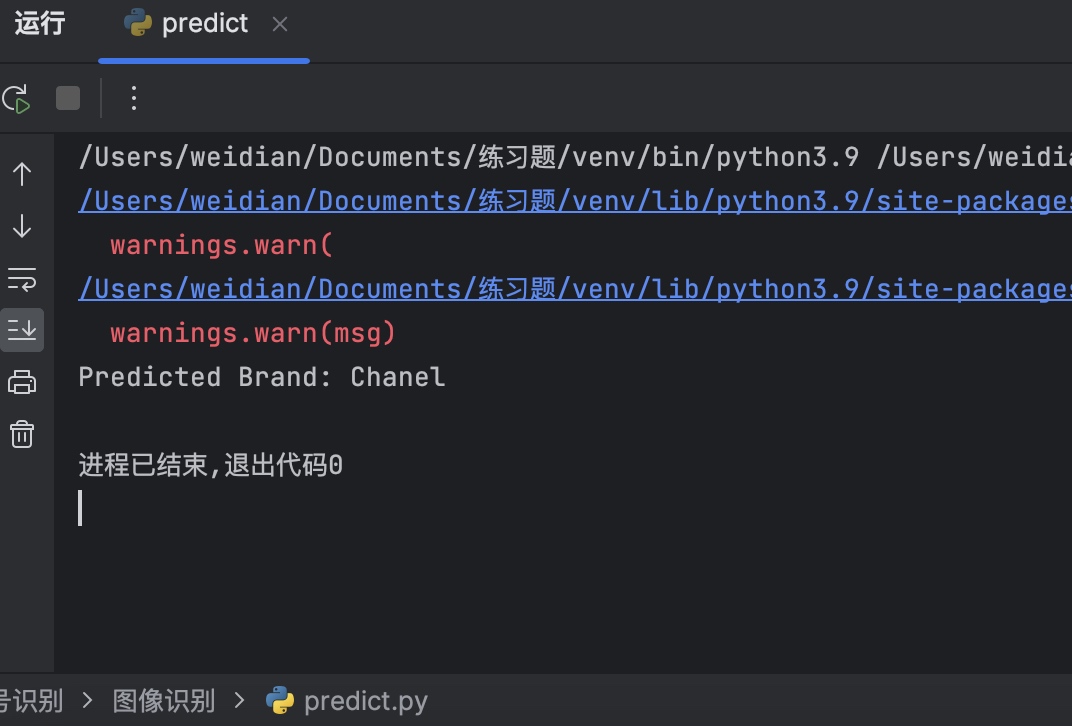 运行 predict
/Users/weidian/Documents/练习题/venv/bin/python3.9 /Users/weidia
/Users/weidian/Documents/练习题/venv/lib/python3.9/site-packages
warnings.warn(
/Users/weidian/Documents/练习题/venv/lib/python3.9/site-packages
warnings.warn(msg)
Predicted Brand: Chanel
进程已结束,退出代码0
号识别 > 图像识别 > predict.py